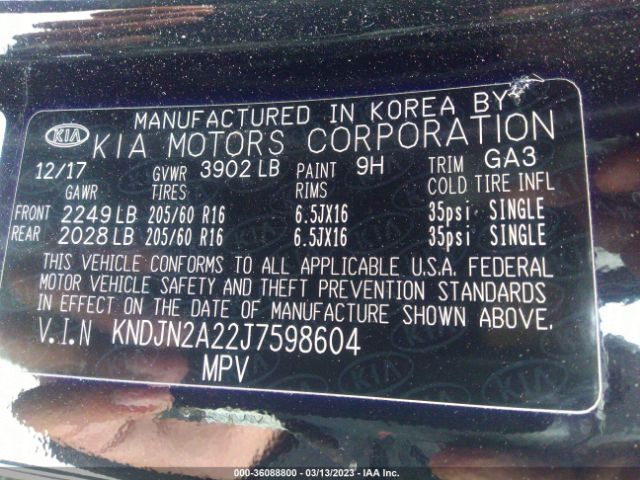 MANUFACTURED IN KOREA BY
KIA KIA MOTORS CORPORATION
12/17 GVWR 3902 LB PAINT 9H TRIM GA3
GAWR TIRES RIMS COLD TIRE INFL
FRONT 2249 LB 205/60 R16 6.5JX16 35psi SINGLE
REAR 2028 LB 205/60 R16 6.5JX16 35psi SINGLE
THIS VEHICLE CONFORMS TO ALL APPLICABLE U.S.A. FEDERAL
MOTOR VEHICLE SAFETY AND THEFT PREVENTION STANDARDS
IN EFFECT ON THE DATE OF MANUFACTURE SHOWN ABOVE.
V.I.N KNDJN2A22J7598604
MPV
000-36088800 - 03/13/2023 - IAA Inc.